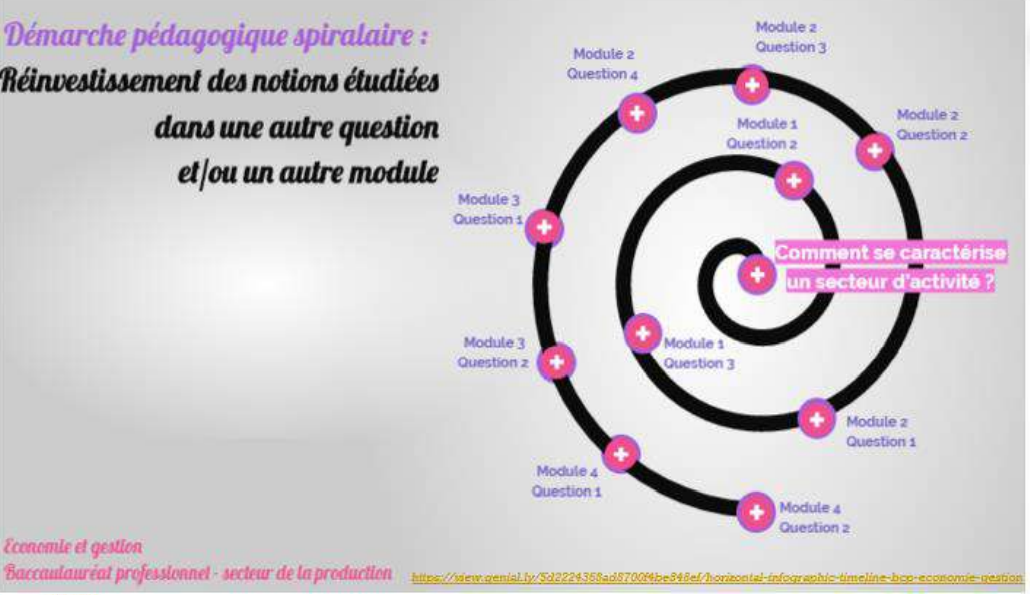 Démarche pédagogique spiralaire :
Réinvestissement des notions étudiées
dans une autre question
et/ou un autre module
Module 2
Question 3
Module 2
Question 4
Module 2
Question 2
Module 1
Question 2
Module 3
Question 1
Comment se caractérise
un secteur d'activité ?
Module 3
Question 2
Module 1
Question 3
Module 2
Question 1
Module 4
Question 1
Module 4
Question 2
Economie et gestion
Baccaulauréat professionnel - secteur de la production